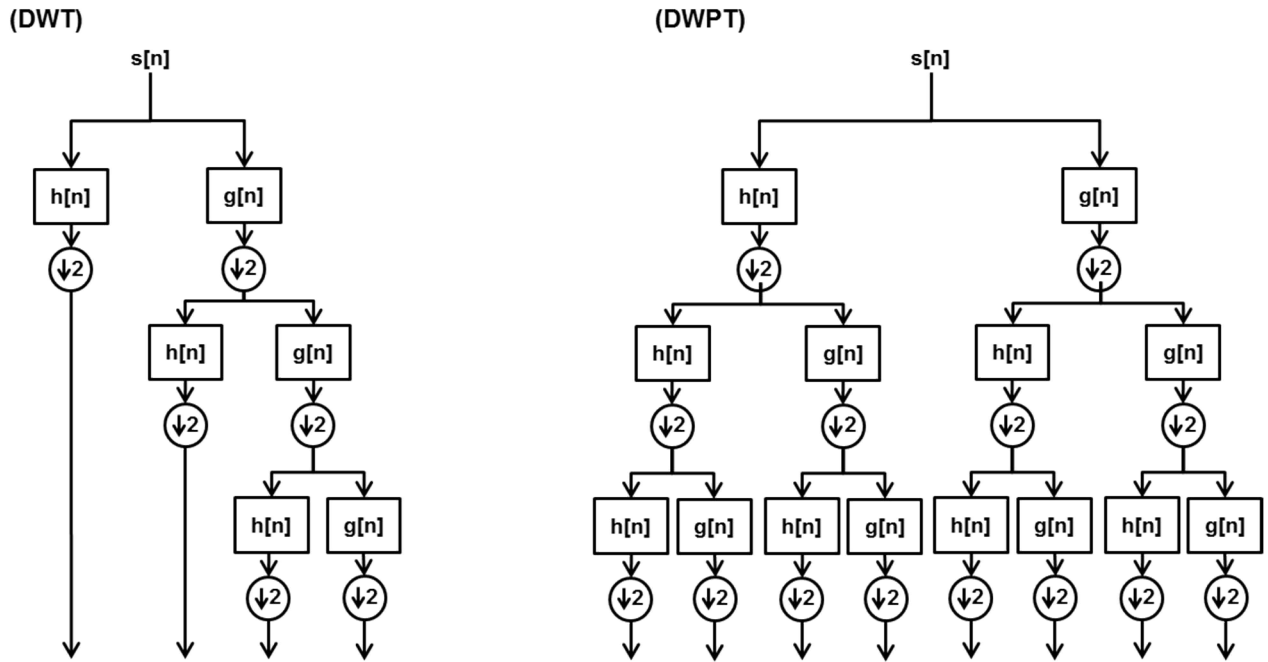 (DWT)
s[n]
h[n] g[n]
↓2 ↓2
h[n] g[n]
↓2 ↓2
h[n] g[n]
↓2 ↓2
(DWPT)
s[n]
h[n] g[n]
↓2 ↓2
h[n] g[n] h[n] g[n]
↓2 ↓2 ↓2 ↓2
h[n] g[n] h[n] g[n] h[n] g[n] h[n] g[n]
↓2 ↓2 ↓2 ↓2 ↓2 ↓2 ↓2 ↓2